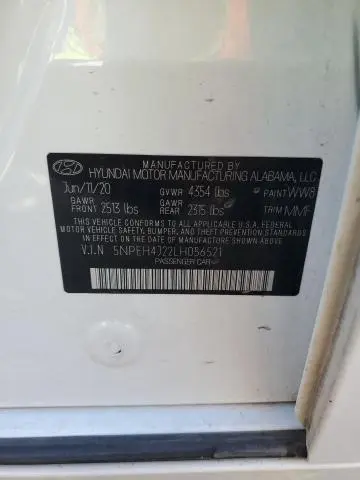 MANUFACTURED BY
HYUNDAI MOTOR MANUFACTURING ALABAMA, LLC
Jun/11/20 GVWR 4354 lbs PAINT WW8
GAWR FRONT 2513 lbs GAWR REAR 2315 lbs TRIM MMF
THIS VEHICLE CONFORMS TO ALL APPLICABLE U.S.A. FEDERAL
MOTOR VEHICLE SAFETY, BUMPER, AND THEFT PREVENTION STANDARDS
IN EFFECT ON THE DATE OF MANUFACTURE SHOWN ABOVE.
V.I.N 5NPEH4J22LH056521
PASSENGER CAR